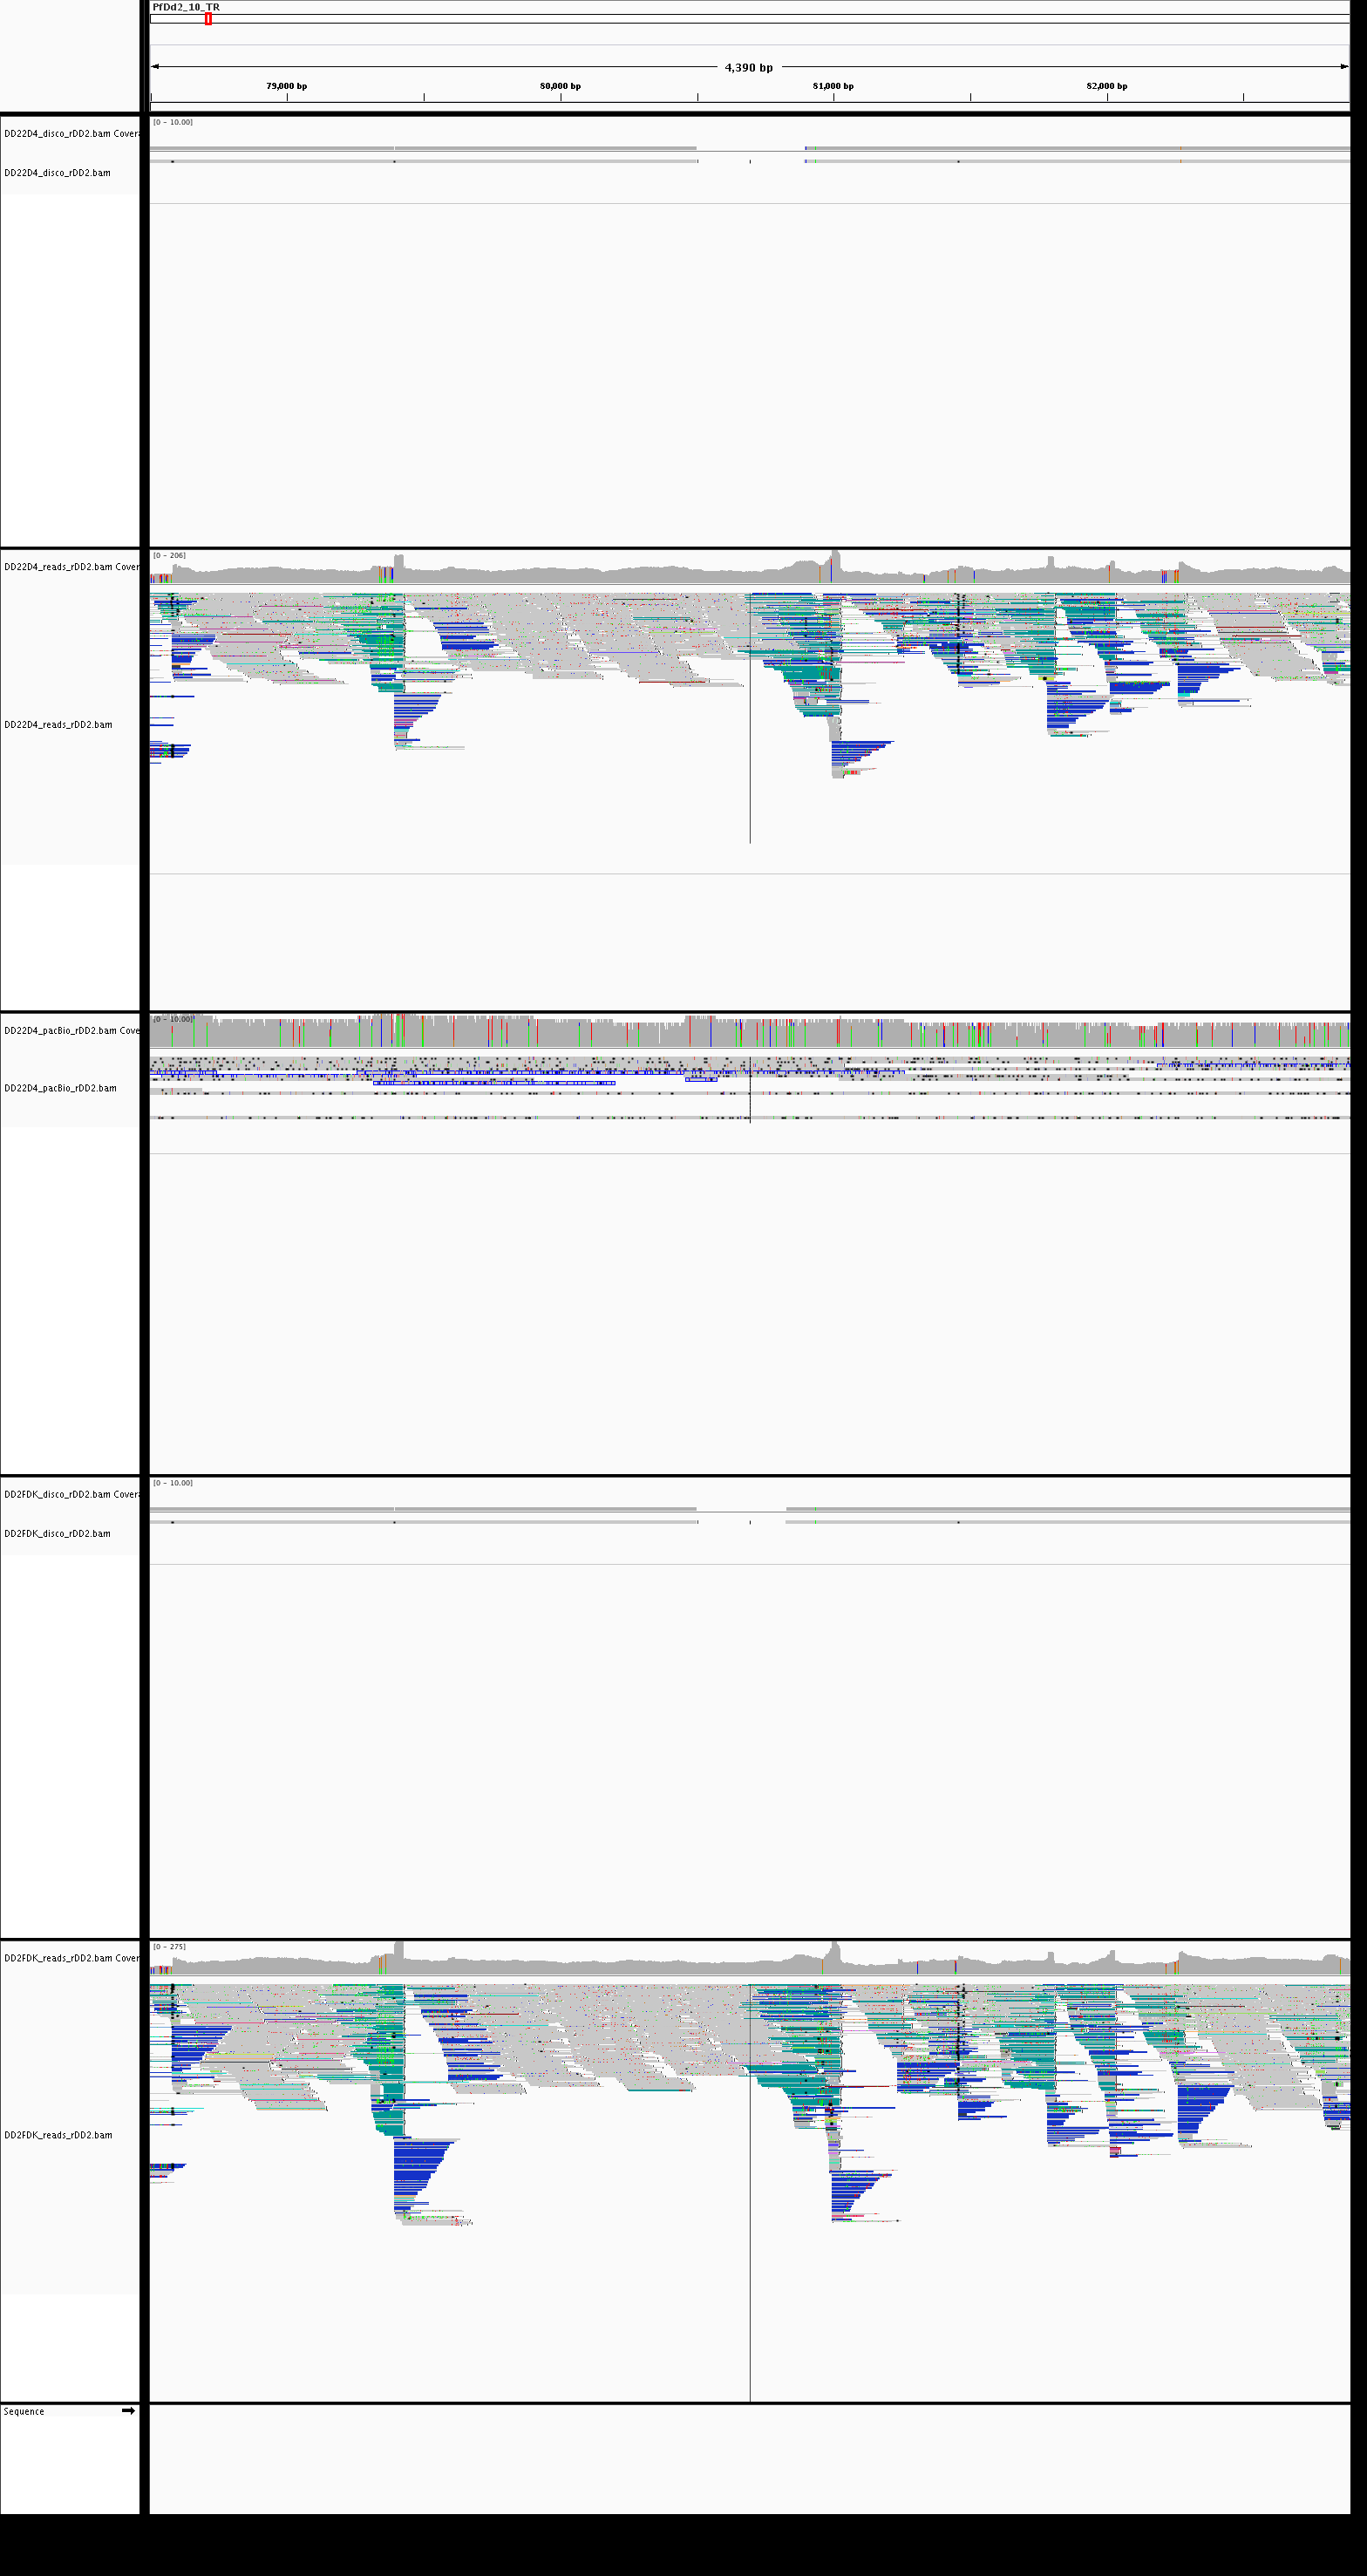 PfDd2_10_TR
4,390 bp
79,000 bp 80,000 bp 81,000 bp 82,000 bp
[0 - 10.00]
DD22D4_disco_rDD2.bam Covera
DD22D4_disco_rDD2.bam
[0 - 206]
DD22D4_reads_rDD2.bam Cover
DD22D4_reads_rDD2.bam
[0 - 10.00]
DD22D4_pacBio_rDD2.bam Cove
DD22D4_pacBio_rDD2.bam
[0 - 10.00]
DD2FDK_disco_rDD2.bam Covera
DD2FDK_disco_rDD2.bam
[0 - 275]
DD2FDK_reads_rDD2.bam Cover
DD2FDK_reads_rDD2.bam
Sequence